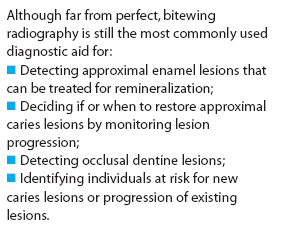 Although far from perfect, bitewing
radiography is still the most commonly used
diagnostic aid for:
■ Detecting approximal enamel lesions that
can be treated for remineralization;
■ Deciding if or when to restore approximal
caries lesions by monitoring lesion
progression;
■ Detecting occlusal dentine lesions;
■ Identifying individuals at risk for new
caries lesions or progression of existing
lesions.